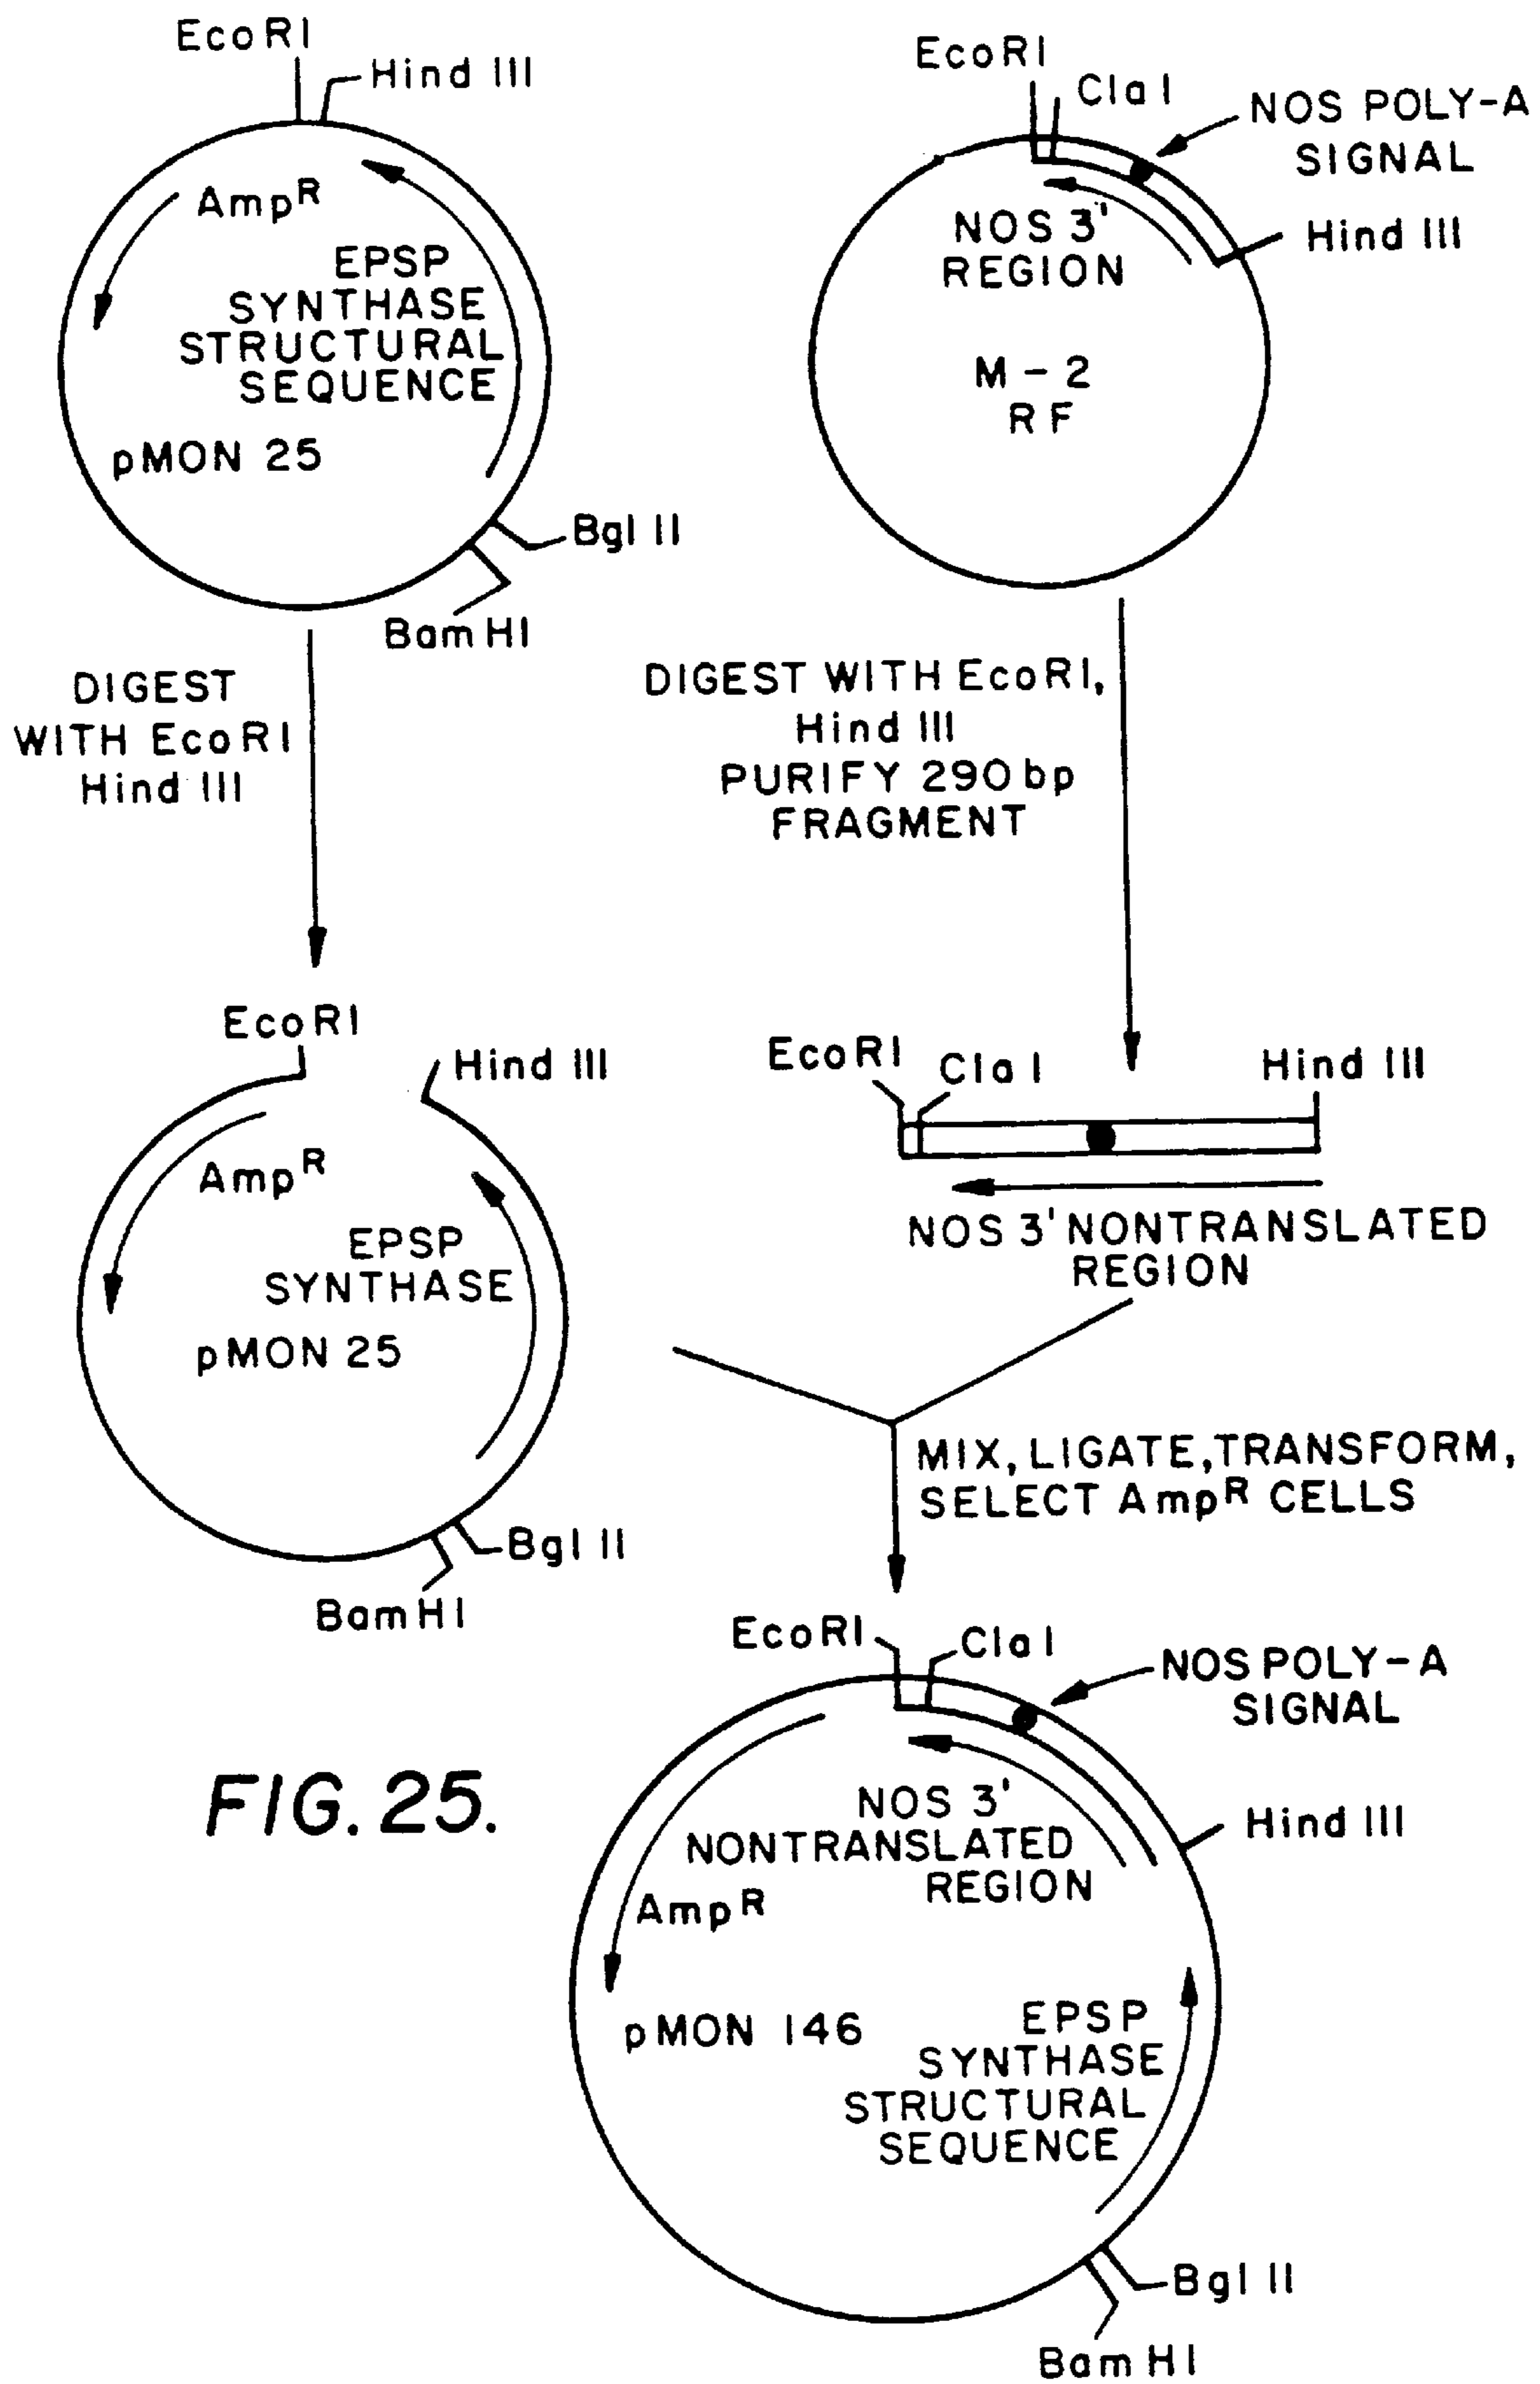 EcoRI
Hind III
AmpR
EPSP
SYNTHASE
STRUCTURAL
SEQUENCE
pMON 25
Bgl II
Bam HI
EcoRI
Cla I
NOS POLY-A
SIGNAL
NOS 3'
REGION
Hind III
M-2
RF
DIGEST
WITH EcoRI
Hind III
DIGEST WITH EcoRI,
Hind III
PURIFY 290bp
FRAGMENT
EcoRI
Hind III
AmpR
EPSP
SYNTHASE
pMON 25
Bgl II
BamHI
EcoRI
Cla I
Hind III
NOS 3' NONTRANSLATED
REGION
MIX, LIGATE, TRANSFORM,
SELECT AmpR CELLS
EcoRI
Cla I
NOS POLY-A
SIGNAL
NOS 3'
NONTRANSLATED
REGION
Hind III
AmpR
pMON 146
EPSP
SYNTHASE
STRUCTURAL
SEQUENCE
Bgl II
Bam HI
FIG. 25.